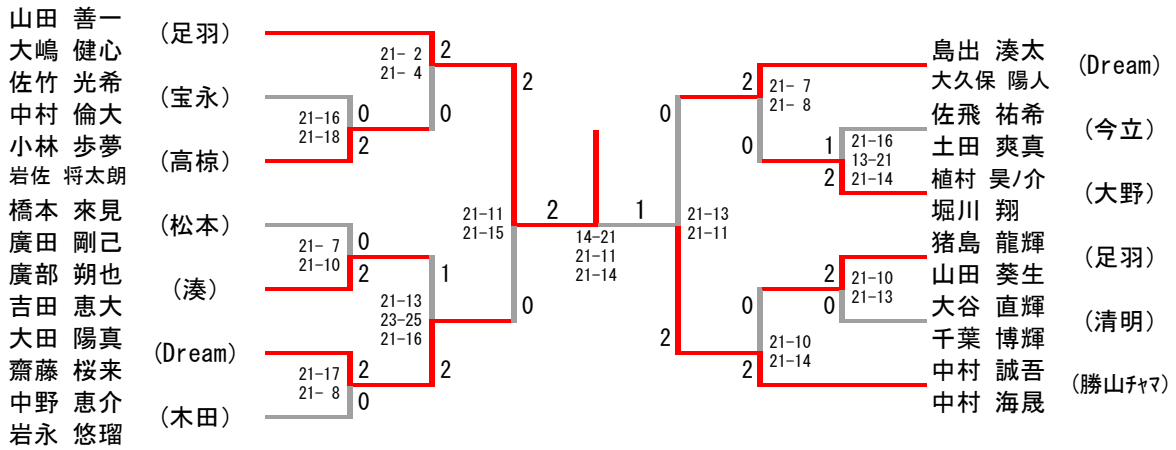 山田 善一
大嶋 健心
(足羽)
佐竹 光希
中村 倫大
(宝永)
小林 歩夢
岩佐 将太朗
(高椋)
橋本 來見
廣田 剛己
(松本)
廣部 朔也
吉田 恵大
(湊)
大田 陽真
齋藤 桜来
(Dream)
中野 恵介
岩永 悠瑠
(木田)
21- 2
21- 4
2
0
21-16
21-18
0
2
21- 7
21-10
0
2
21-13
23-25
21-16
1
2
21-17
21- 8
2
0
21-11
21-15
2
0
2
1
14-21
21-11
21-14
0
2
21-13
21-11
2
0
21- 7
21- 8
1
2
21-16
13-21
21-14
2
0
21-10
21-13
0
2
21-10
21-14
島出 湊太
大久保 陽人
(Dream)
佐飛 祐希
土田 爽真
(今立)
植村 昊ノ介
堀川 翔
(大野)
猪島 龍輝
山田 葵生
(足羽)
大谷 直輝
千葉 博輝
(清明)
中村 誠吾
中村 海晟
(勝山ﾁｬﾏ)